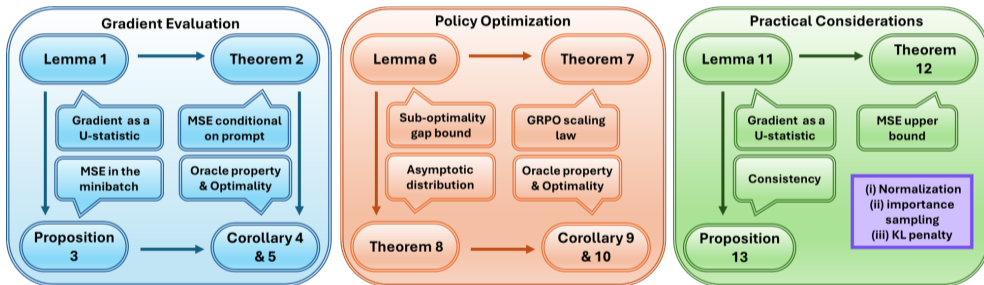 Gradient Evaluation
Lemma 1
Theorem 2
Gradient as a
U-statistic
MSE conditional
on prompt
MSE in the
minibatch
Oracle property
& Optimality
Proposition
3
Corollary 4
& 5
Policy Optimization
Lemma 6
Theorem 7
Sub-optimality
gap bound
GRPO scaling
law
Asymptotic
distribution
Oracle property
& Optimality
Theorem 8
Corollary 9
& 10
Practical Considerations
Lemma 11
Theorem
12
Gradient as a
U-statistic
MSE upper
bound
Consistency
(i) Normalization
(ii) importance
sampling
(iii) KL penalty
Proposition
13